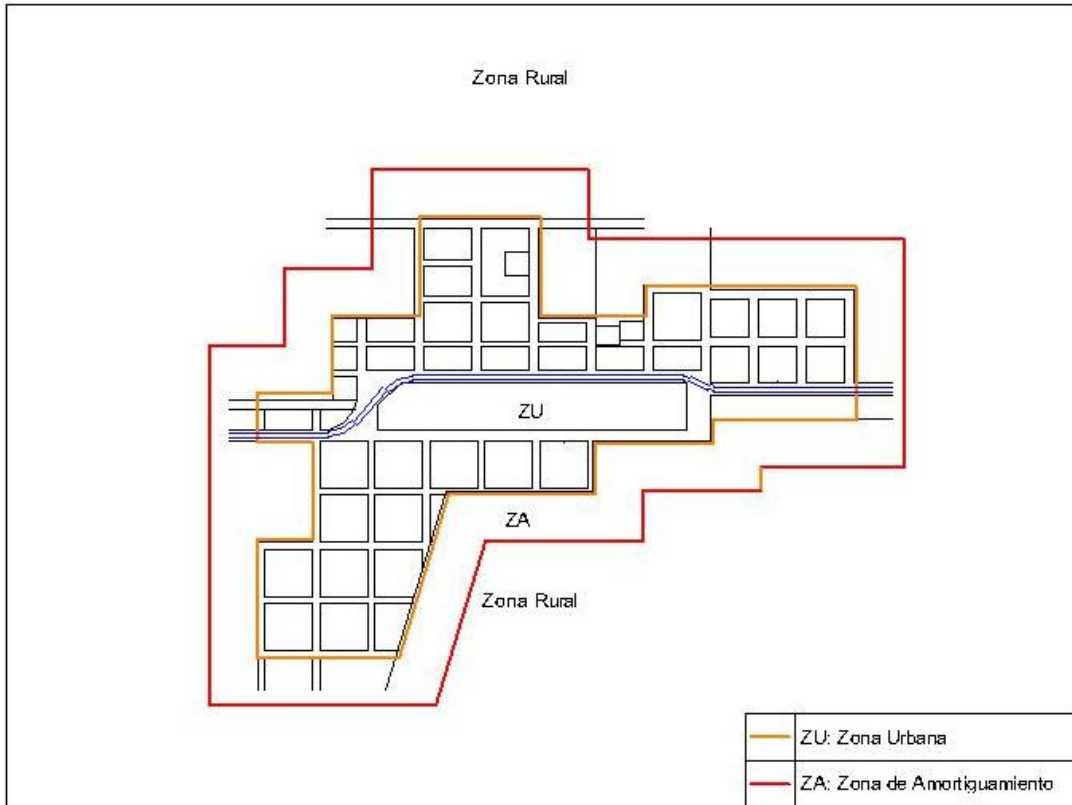 Zona Rural
ZU
ZA
Zona Rural
ZU: Zona Urbana
ZA: Zona de Amortiguamiento